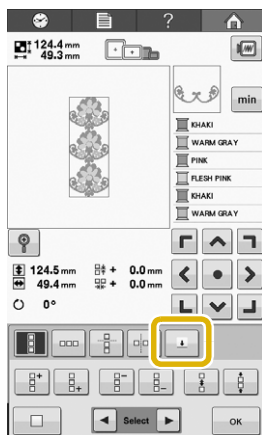 ?
124.4 mm
49.3 mm
min
KHAKI
WARM GRAY
PINK
FLESH PINK
KHAKI
WARM GRAY
124.5 mm + 0.0 mm
49.4 mm + 0.0 mm
0°
Select
OK